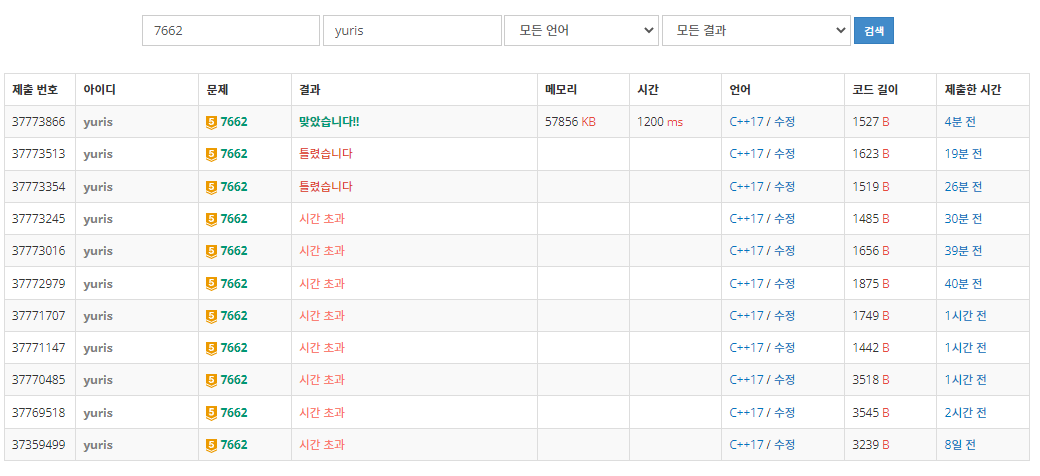 7662 yuris 모든 언어 모든 결과 검색
제출 번호 아이디 문제 결과 메모리 시간 언어 코드 길이 제출한 시간
37773866 yuris 5 7662 맞았습니다!! 57856 KB 1200 ms C++17 / 수정 1527 B 4분 전
37773513 yuris 5 7662 틀렸습니다 C++17 / 수정 1623 B 19분 전
37773354 yuris 5 7662 틀렸습니다 C++17 / 수정 1519 B 26분 전
37773245 yuris 5 7662 시간 초과 C++17 / 수정 1485 B 30분 전
37773016 yuris 5 7662 시간 초과 C++17 / 수정 1656 B 39분 전
37772979 yuris 5 7662 시간 초과 C++17 / 수정 1875 B 40분 전
37771707 yuris 5 7662 시간 초과 C++17 / 수정 1749 B 1시간 전
37771147 yuris 5 7662 시간 초과 C++17 / 수정 1442 B 1시간 전
37770485 yuris 5 7662 시간 초과 C++17 / 수정 3518 B 1시간 전
37769518 yuris 5 7662 시간 초과 C++17 / 수정 3545 B 2시간 전
37359499 yuris 5 7662 시간 초과 C++17 / 수정 3239 B 8일 전